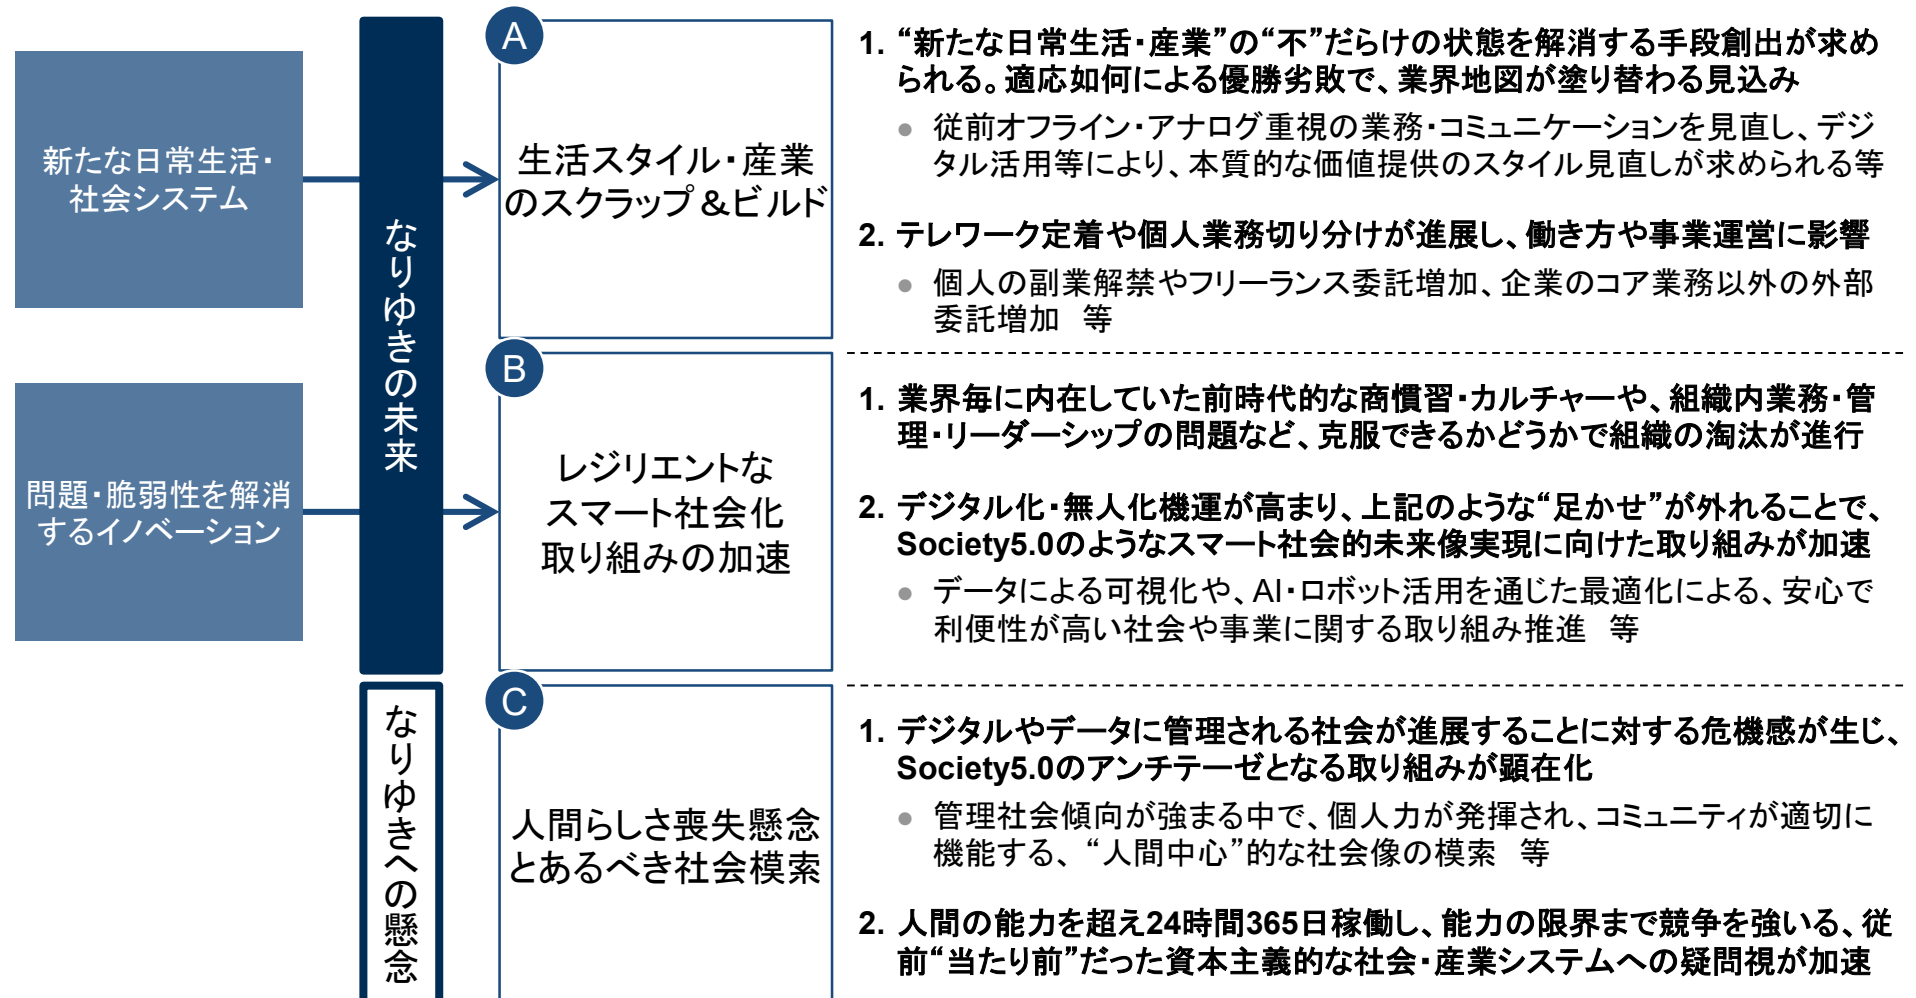 新たな日常生活・
社会システム
問題・脆弱性を解消
するイノベーション
なりゆきの未来
なりゆきへの懸念
A
生活スタイル・産業
のスクラップ&ビルド
1. “新たな日常生活・産業”の“不”だらけの状態を解消する手段創出が求め
られる。適応如何による優勝劣敗で、業界地図が塗り替わる見込み
● 従前オフライン・アナログ重視の業務・コミュニケーションを見直し、デジ
タル活用等により、本質的な価値提供のスタイル見直しが求められる等
2. テレワーク定着や個人業務切り分けが進展し、働き方や事業運営に影響
● 個人の副業解禁やフリーランス委託増加、企業のコア業務以外の外部
委託増加 等
B
レジリエントな
スマート社会化
取り組みの加速
1. 業界毎に内在していた前時代的な商慣習・カルチャーや、組織内業務・管
理・リーダーシップの問題など、克服できるかどうかで組織の淘汰が進行
2. デジタル化・無人化機運が高まり、上記のような“足かせ”が外れることで、
Society5.0のようなスマート社会的未来像実現に向けた取り組みが加速
● データによる可視化や、AI・ロボット活用を通じた最適化による、安心で
利便性が高い社会や事業に関する取り組み推進 等
C
人間らしさ喪失懸念
とあるべき社会模索
1. デジタルやデータに管理される社会が進展することに対する危機感が生じ、
Society5.0のアンチテーゼとなる取り組みが顕在化
● 管理社会傾向が強まる中で、個人力が発揮され、コミュニティが適切に
機能する、“人間中心”的な社会像の模索 等
2. 人間の能力を超え24時間365日稼働し、能力の限界まで競争を強いる、従
前“当たり前”だった資本主義的な社会・産業システムへの疑問視が加速